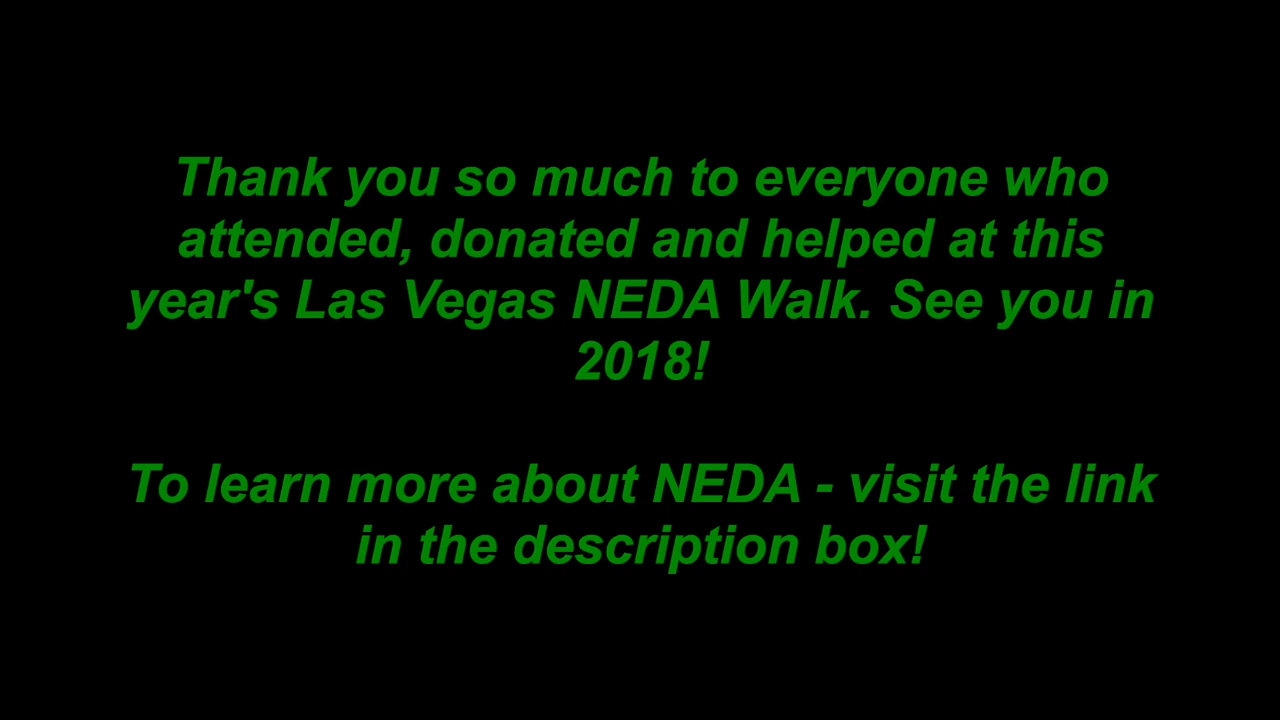 Thank you so much to everyone who
attended, donated and helped at this
year's Las Vegas NEDA Walk. See you in
2018!
To learn more about NEDA - visit the link
in the description box!